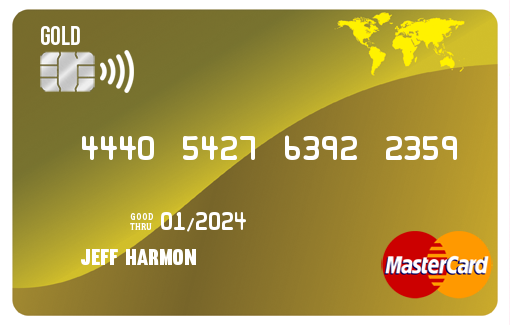 GOLD
4440 5427 6392 2359
GOOD
THRU 01/2024
JEFF HARMON
MasterCard